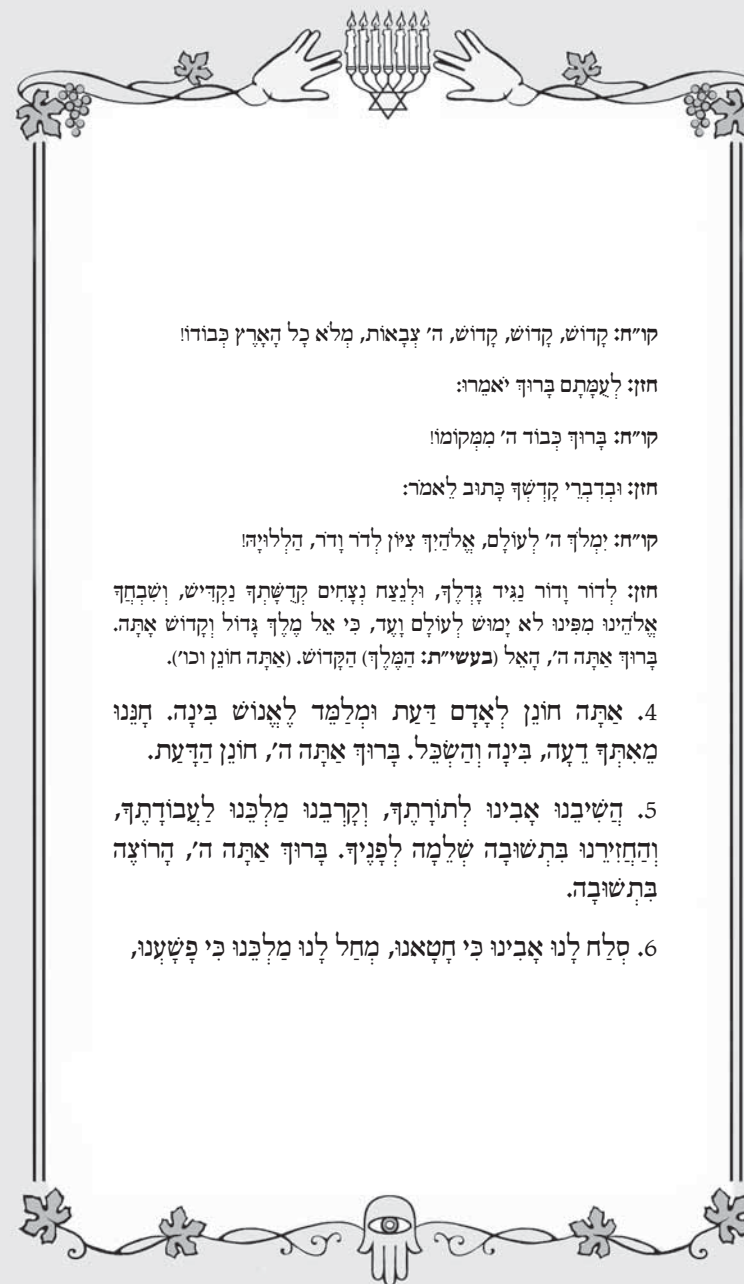 קו״ח: קָדוֹשׁ, קָדוֹשׁ, קָדוֹשׁ, ה׳ צְבָאוֹת, מְלֹא כָל הָאָרֶץ כְּבוֹדוֹ!
חזן: לְעֻמָּתָם בָּרוּךְ יֹאמֵרוּ:
קו״ח: בָּרוּךְ כְּבוֹד ה׳ מִמְּקוֹמוֹ!
חזן: וּבְדִבְרֵי קָדְשְׁךָ כָּתוּב לֵאמֹר:
קו״ח: יִמְלֹךְ ה׳ לְעוֹלָם, אֱלֹהַיִךְ צִיּוֹן לְדֹר וָדֹר, הַלְלוּיָהּ!
חזן: לְדוֹר וָדוֹר נַגִּיד גָּדְלֶךָ, וּלְנֵצַח נְצָחִים קְדֻשָּׁתְךָ נַקְדִּישׁ, וְשִׁבְחֲךָ
אֱלֹהֵינוּ מִפִּינוּ לֹא יָמוּשׁ לְעוֹלָם וָעֶד, כִּי אֵל מֶלֶךְ גָּדוֹל וְקָדוֹשׁ אָתָּה.
בָּרוּךְ אַתָּה ה׳, הָאֵל (בעשי״ת: הַמֶּלֶךְ) הַקָּדוֹשׁ. (אַתָּה חוֹנֵן וכו׳).
4. אַתָּה חוֹנֵן לְאָדָם דַּעַת וּמְלַמֵּד לֶאֱנוֹשׁ בִּינָה. חָנֵּנוּ
מֵאִתְּךָ דֵּעָה, בִּינָה וְהַשְׂכֵּל. בָּרוּךְ אַתָּה ה׳, חוֹנֵן הַדָּעַת.
5. הֲשִׁיבֵנוּ אָבִינוּ לְתוֹרָתֶךָ, וְקָרְבֵנוּ מַלְכֵּנוּ לַעֲבוֹדָתֶךָ,
וְהַחֲזִירֵנוּ בִּתְשׁוּבָה שְׁלֵמָה לְפָנֶיךָ. בָּרוּךְ אַתָּה ה׳, הָרוֹצֶה
בִּתְשׁוּבָה.
6. סְלַח לָנוּ אָבִינוּ כִּי חָטָאנוּ, מְחַל לָנוּ מַלְכֵּנוּ כִּי פָשָׁעְנוּ,